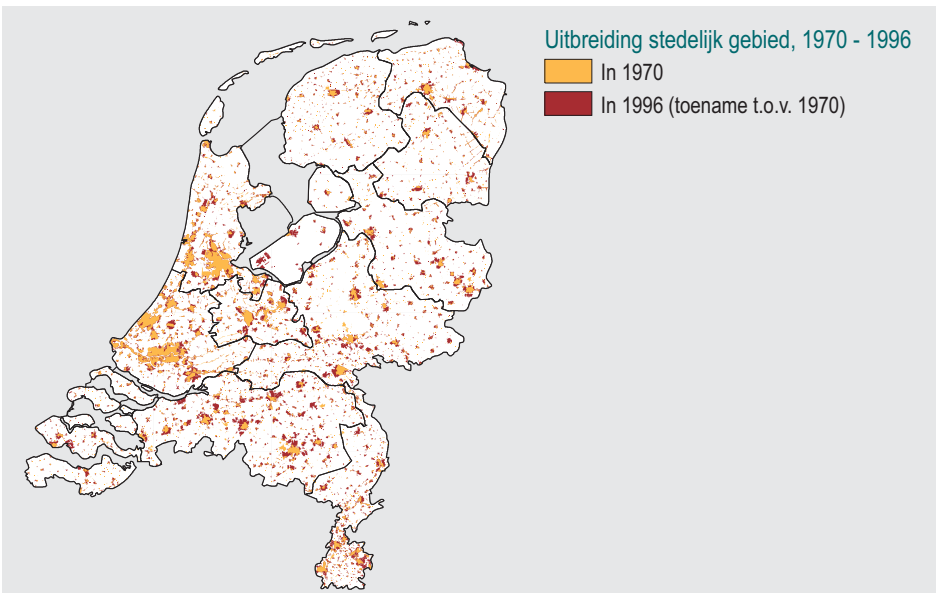 Uitbreiding stedelijk gebied, 1970 - 1996
In 1970
In 1996 (toename t.o.v. 1970)